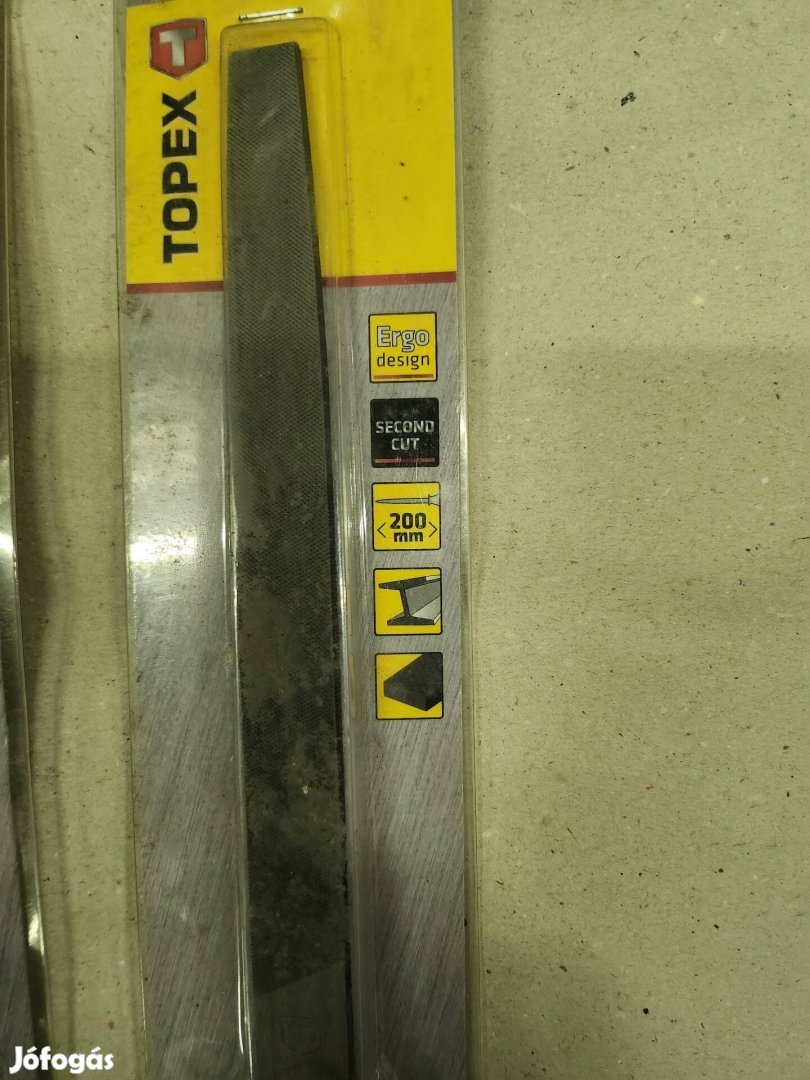 T
TOPEX
Ergo
design
SECOND
CUT
< 200 >
mm
Jófogás